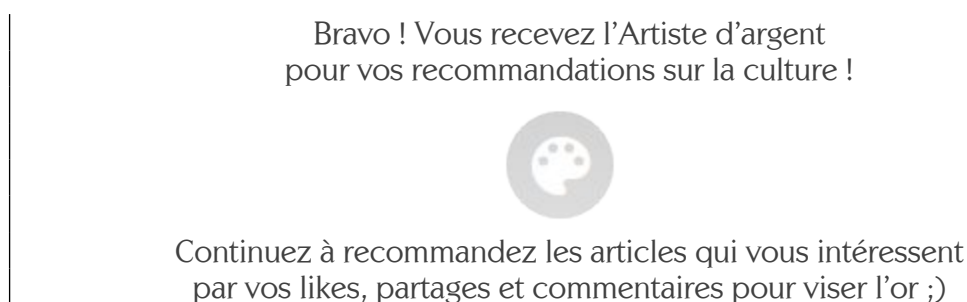 Bravo ! Vous recevez l’Artiste d’argent
pour vos recommandations sur la culture !
Continuez à recommandez les articles qui vous intéressent
par vos likes, partages et commentaires pour viser l’or ;)